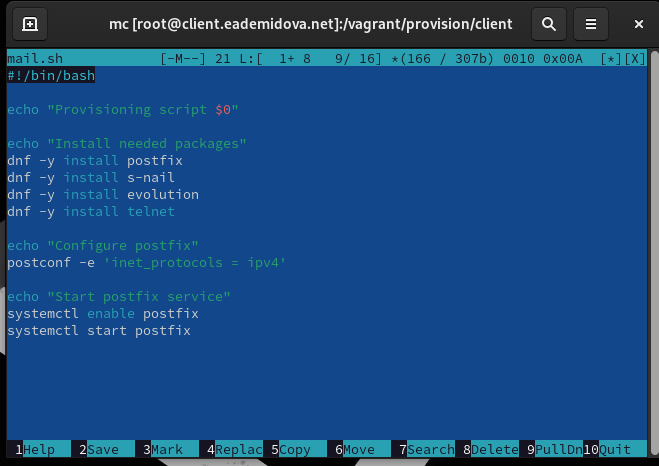 mc [root@client.eademidova.net]:/vagrant/provision/client
mail.sh [-M--] 21 L:[ 1+ 8 9/ 16] *(166 / 307b) 0010 0x00A [*][X]
#!/bin/bash
echo "Provisioning script $0"
echo "Install needed packages"
dnf -y install postfix
dnf -y install s-nail
dnf -y install evolution
dnf -y install telnet
echo "Configure postfix"
postconf -e 'inet_protocols = ipv4'
echo "Start postfix service"
systemctl enable postfix
systemctl start postfix
1Help 2Save 3Mark 4Replac 5Copy 6Move 7Search 8Delete 9PullDn 10Quit